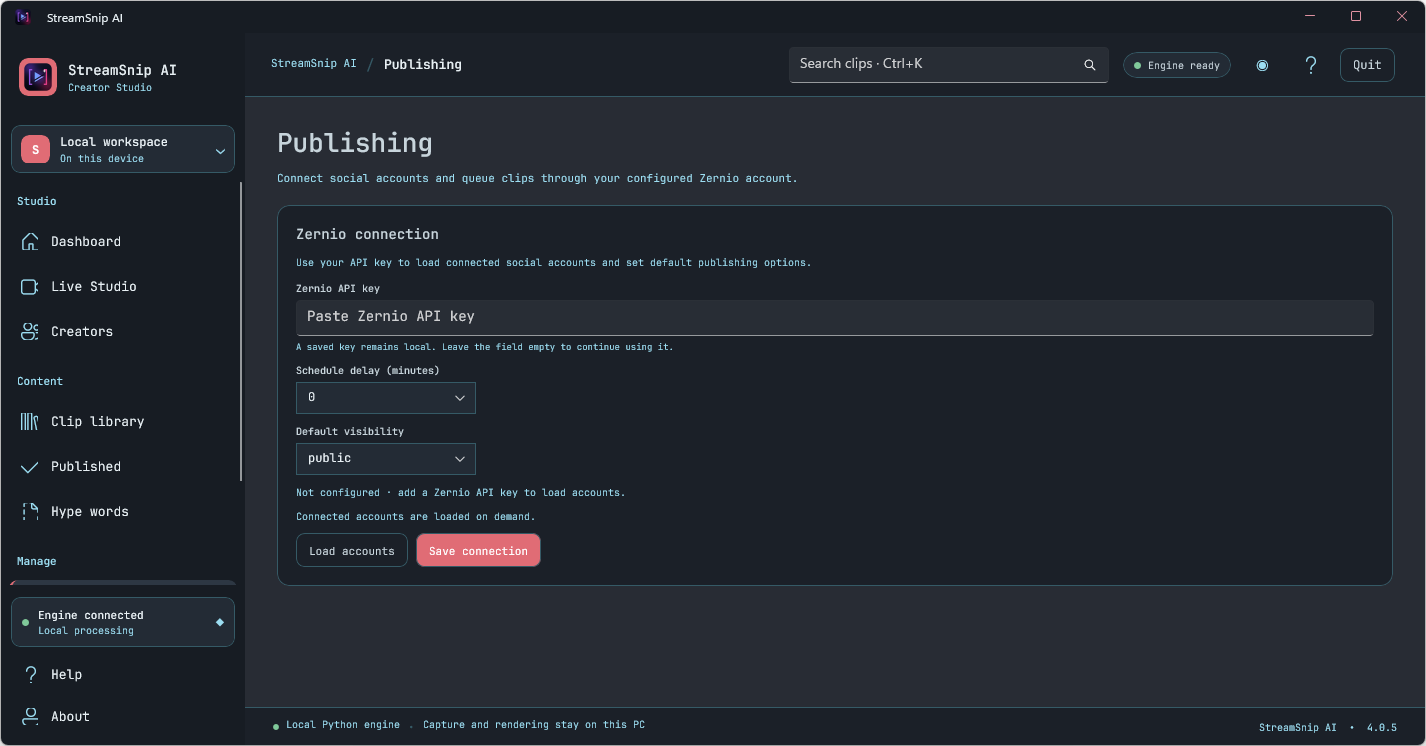 StreamSnip AI
StreamSnip AI
Creator Studio
S
Local workspace
On this device
Studio
Dashboard
Live Studio
Creators
Content
Clip library
Published
Hype words
Manage
Engine connected
Local processing
Help
About
StreamSnip AI / Publishing
Search clips · Ctrl+K
Engine ready
?
Quit
Publishing
Connect social accounts and queue clips through your configured Zernio account.
Zernio connection
Use your API key to load connected social accounts and set default publishing options.
Zernio API key
Paste Zernio API key
A saved key remains local. Leave the field empty to continue using it.
Schedule delay (minutes)
0
Default visibility
public
Not configured · add a Zernio API key to load accounts.
Connected accounts are loaded on demand.
Load accounts
Save connection
Local Python engine . Capture and rendering stay on this PC
StreamSnip AI • 4.0.5